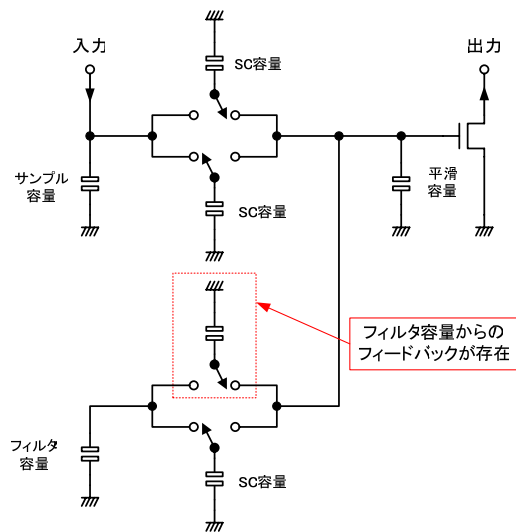 入力
SC容量
出力
サンプル
容量
平滑
容量
SC容量
フィルタ容量からの
フィードバックが存在
フィルタ
容量
SC容量